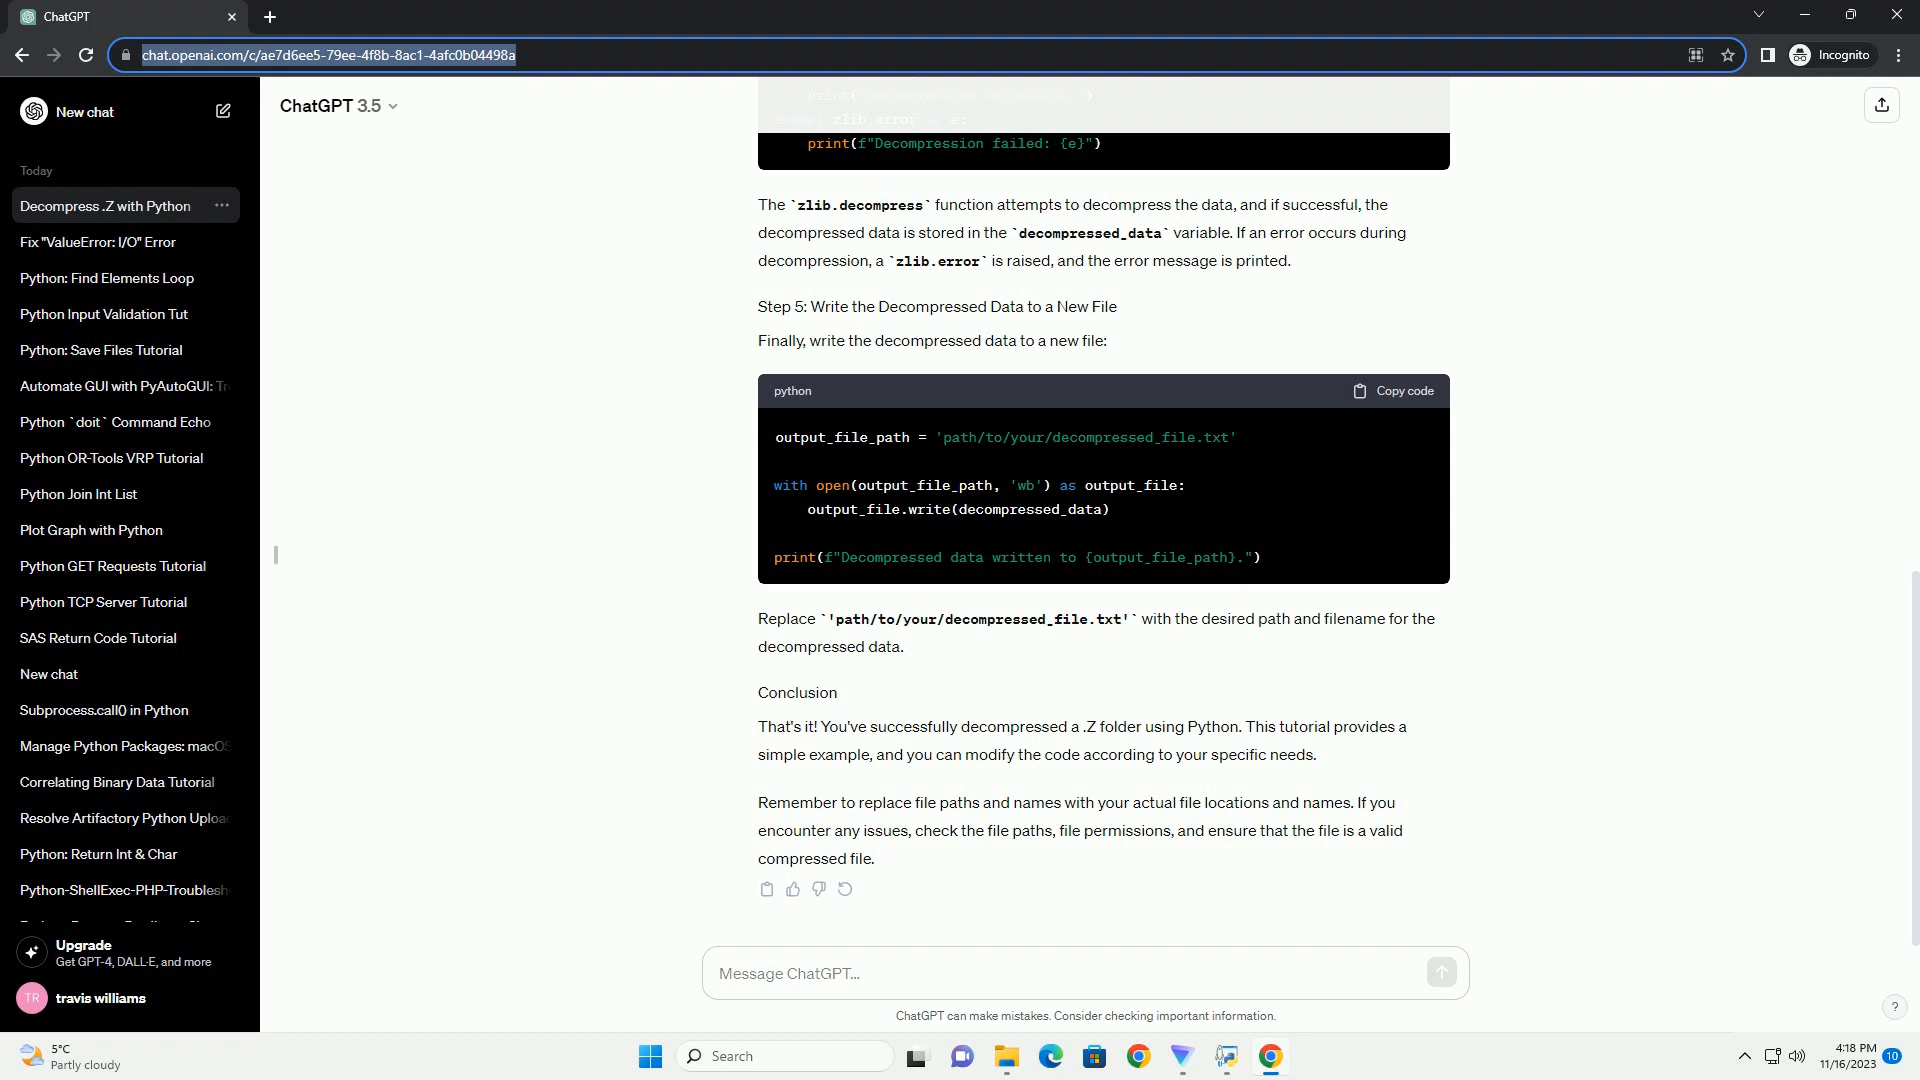 ChatGPT
chat.openai.com/c/ae7d6ee5-79ee-4f8b-8ac1-4afc0b04498a
Incognito
New chat
Today
Decompress .Z with Python
Fix "ValueError: I/O" Error
Python: Find Elements Loop
Python Input Validation Tut
Python: Save Files Tutorial
Automate GUI with PyAutoGUI: Tr
Python `doit` Command Echo
Python OR-Tools VRP Tutorial
Python Join Int List
Plot Graph with Python
Python GET Requests Tutorial
Python TCP Server Tutorial
SAS Return Code Tutorial
New chat
Subprocess.call() in Python
Manage Python Packages: macOS
Correlating Binary Data Tutorial
Resolve Artifactory Python Uploa
Python: Return Int & Char
Python-ShellExec-PHP-Troublesh
Upgrade
Get GPT-4, DALL·E, and more
TR
travis williams
ChatGPT 3.5
print(
zlib.error e:
print(f"Decompression failed: {e}")
The `zlib.decompress` function attempts to decompress the data, and if successful, the
decompressed data is stored in the `decompressed_data` variable. If an error occurs during
decompression, a `zlib.error` is raised, and the error message is printed.
Step 5: Write the Decompressed Data to a New File
Finally, write the decompressed data to a new file:
python
Copy code
output_file_path = 'path/to/your/decompressed_file.txt'
with open(output_file_path, 'wb') as output_file:
output_file.write(decompressed_data)
print(f"Decompressed data written to {output_file_path}.")
Replace `'path/to/your/decompressed_file.txt'` with the desired path and filename for the
decompressed data.
Conclusion
That's it! You've successfully decompressed a .Z folder using Python. This tutorial provides a
simple example, and you can modify the code according to your specific needs.
Remember to replace file paths and names with your actual file locations and names. If you
encounter any issues, check the file paths, file permissions, and ensure that the file is a valid
compressed file.
Message ChatGPT...
ChatGPT can make mistakes. Consider checking important information.
?
5°C
Partly cloudy
Search
4:18 PM
11/16/2023
10